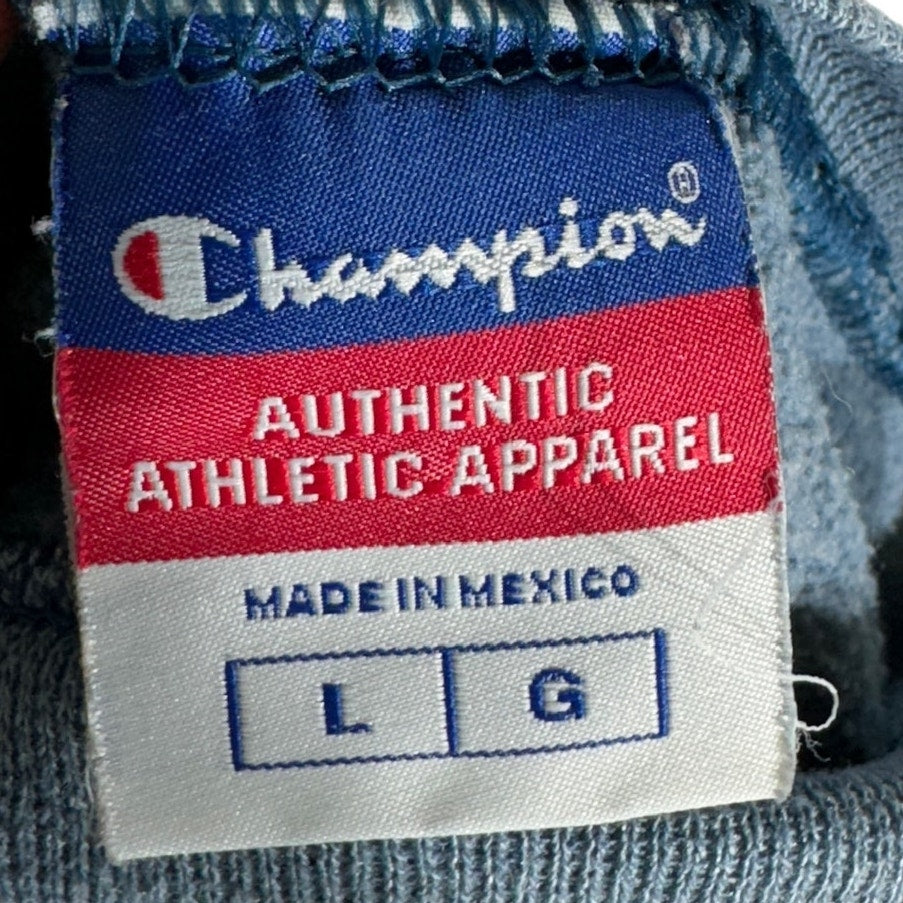 Champion®
AUTHENTIC
ATHLETIC APPAREL
MADE IN MEXICO
L G